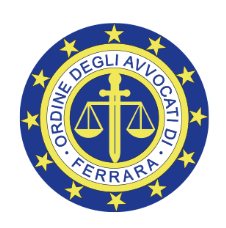 ORDINE DEGLI AVVOCATI DI
· FERRARA ·